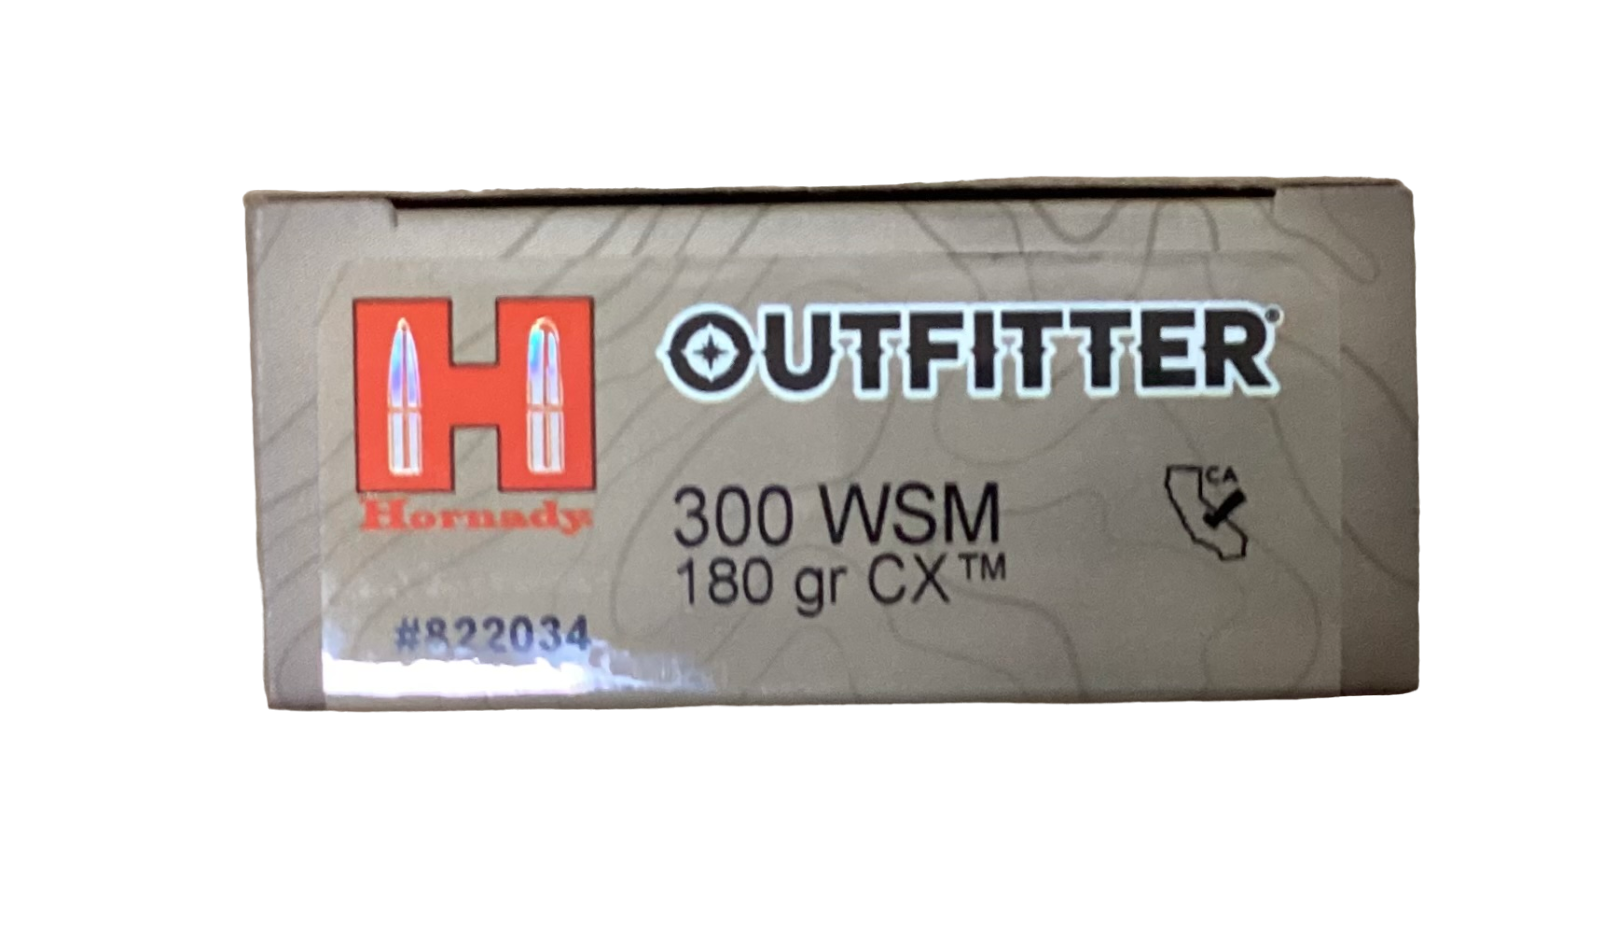 OUTFITTER®
Hornady
300 WSM
CA
180 gr CX™
#822034